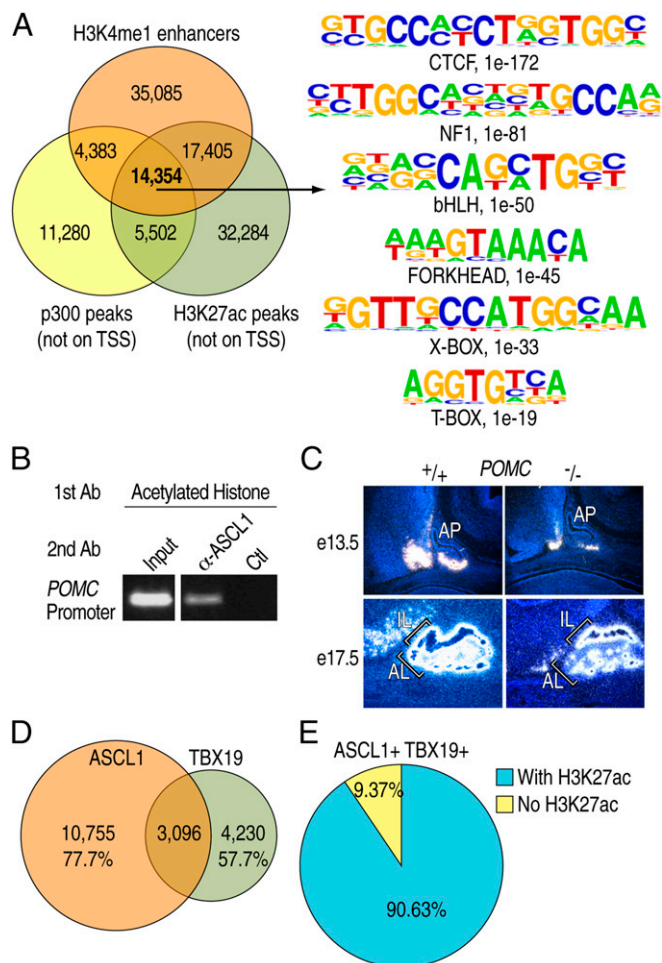 A
H3K4me1 enhancers
35,085
4,383
17,405
14,354
11,280
5,502
32,284
p300 peaks
(not on TSS)
H3K27ac peaks
(not on TSS)
CTCF, 1e-172
NF1, 1e-81
bHLH, 1e-50
AAAGTAAACA
FORKHEAD, 1e-45
GGTTGCCATGGCAA
X-BOX, 1e-33
T-BOX, 1e-19
B
1st Ab
Acetylated Histone
2nd Ab
Input
α-ASCL1
Ctl
POMC
Promoter
C
POMC
+/+
-/-
e13.5
AP
AP
e17.5
IL
AL
IL
AL
D
ASCL1
TBX19
10,755
77.7%
3,096
4,230
57.7%
E
ASCL1+ TBX19+
9.37%
90.63%
With H3K27ac
No H3K27ac